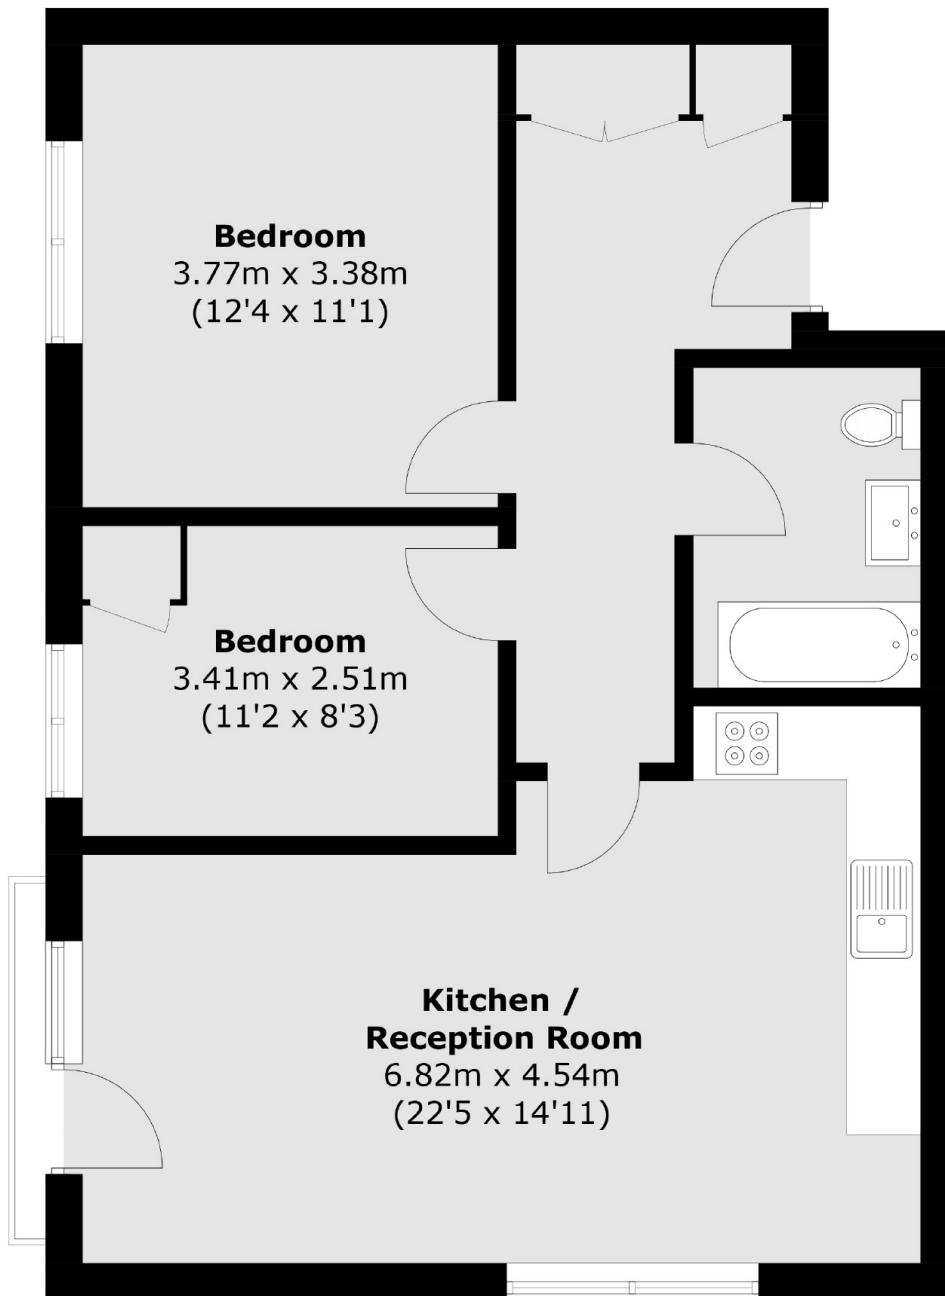 Bedroom
3.77m x 3.38m
(12'4 x 11'1)
Bedroom
3.41m x 2.51m
(11'2 x 8'3)
Kitchen /
Reception Room
6.82m x 4.54m
(22'5 x 14'11)